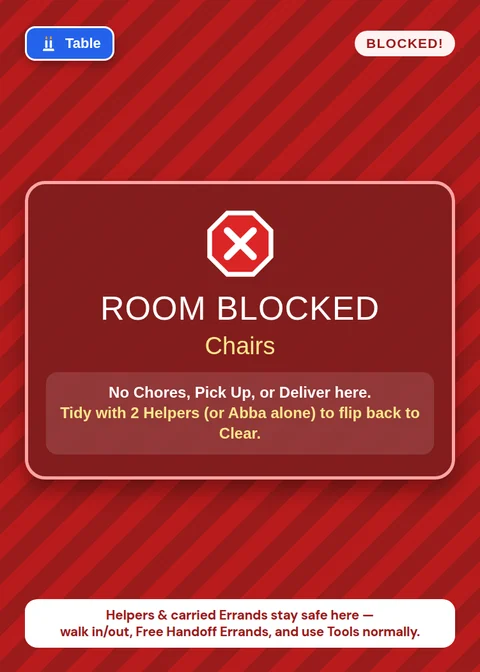 Table
BLOCKED!
ROOM BLOCKED
Chairs
No Chores, Pick Up, or Deliver here.
Tidy with 2 Helpers (or Abba alone) to flip back to
Clear.
Helpers & carried Errands stay safe here —
walk in/out, Free Handoff Errands, and use Tools normally.